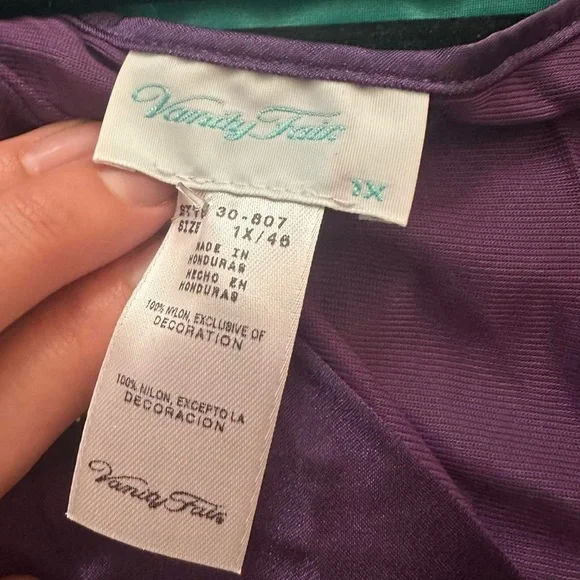 Vanity Fair
1X
STYLE 30-807
SIZE 1X/46
MADE IN
HONDURAS
HECHO EN
HONDURAS
100% NYLON, EXCLUSIVE OF
DECORATION
100% NILON, EXCEPTO LA
DECORACION
Vanity Fair